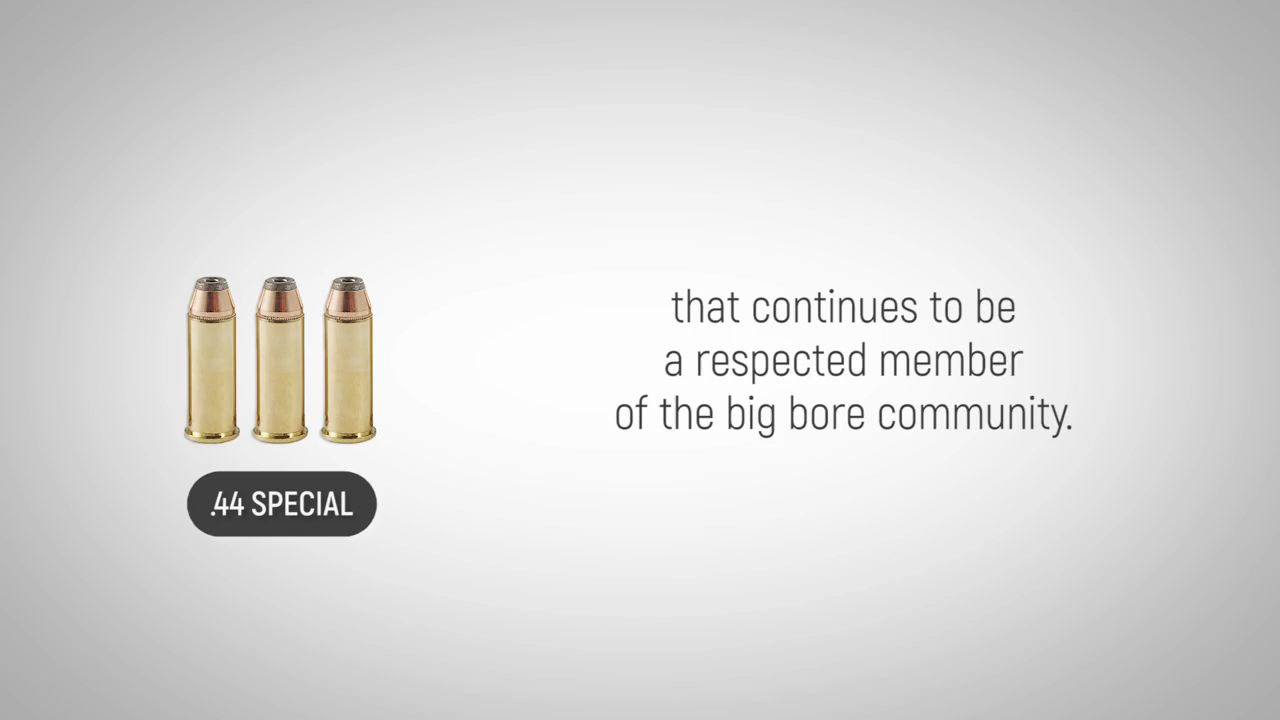 that continues to be
a respected member
of the big bore community.
.44 SPECIAL